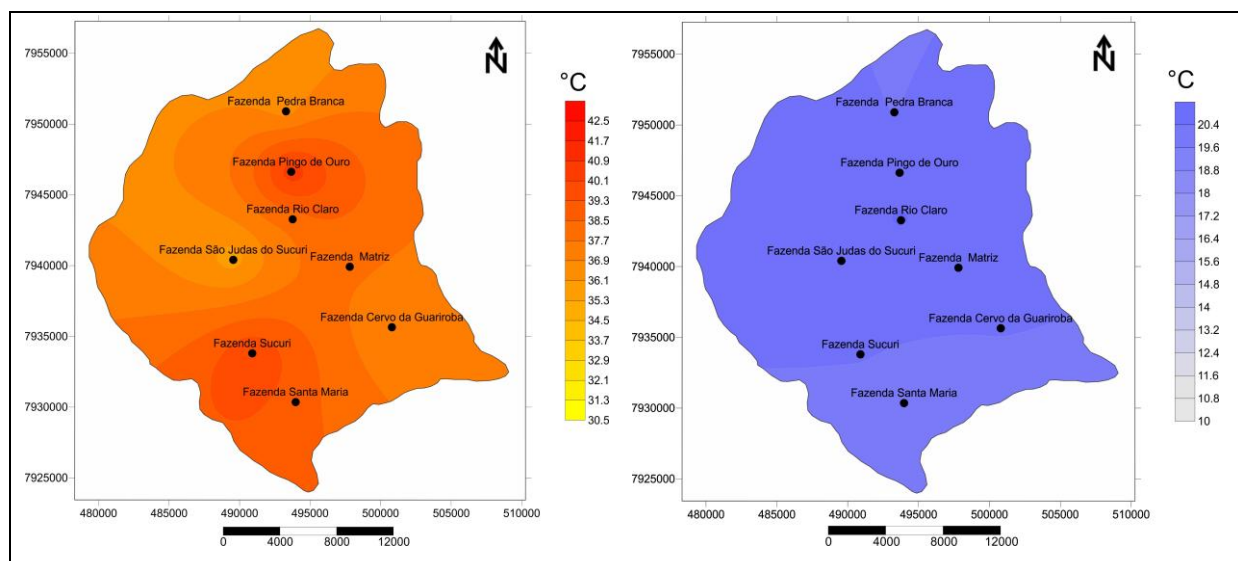 7955000
7950000
7945000
7940000
7935000
7930000
7925000
480000 485000 490000 495000 500000 505000 510000
N
Fazenda Pedra Branca
Fazenda Pingo de Ouro
Fazenda Rio Claro
Fazenda São Judas do Sucuri
Fazenda Matriz
Fazenda Cervo da Guariroba
Fazenda Sucuri
Fazenda Santa Maria
0 4000 8000 12000
°C
42.5
41.7
40.9
40.1
39.3
38.5
37.7
36.9
36.1
35.3
34.5
33.7
32.9
32.1
31.3
30.5
7955000
7950000
7945000
7940000
7935000
7930000
7925000
480000 485000 490000 495000 500000 505000 510000
N
Fazenda Pedra Branca
Fazenda Pingo de Ouro
Fazenda Rio Claro
Fazenda São Judas do Sucuri
Fazenda Matriz
Fazenda Cervo da Guariroba
Fazenda Sucuri
Fazenda Santa Maria
0 4000 8000 12000
°C
20.4
19.6
18.8
18
17.2
16.4
15.6
14.8
14
13.2
12.4
11.6
10.8
10